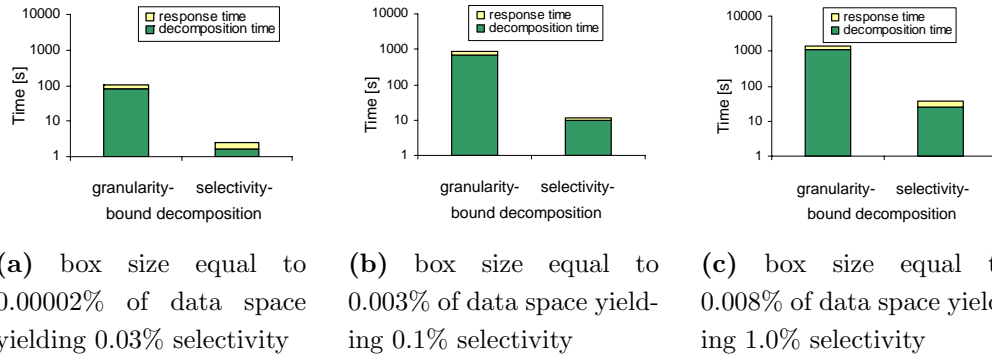 10000
1000
100
10
1
Time [s]
response time
decomposition time
granularity- selectivity-
bound decomposition
10000
1000
100
10
1
Time [s]
response time
decomposition time
granularity- selectivity-
bound decomposition
10000
1000
100
10
1
Time [s]
response time
decomposition time
granularity- selectivity-
bound decomposition
(a) box size equal to
0.00002% of data space
yielding 0.03% selectivity
(b) box size equal to
0.003% of data space yield-
ing 0.1% selectivity
(c) box size equal
0.008% of data space yield
ing 1.0% selectivity